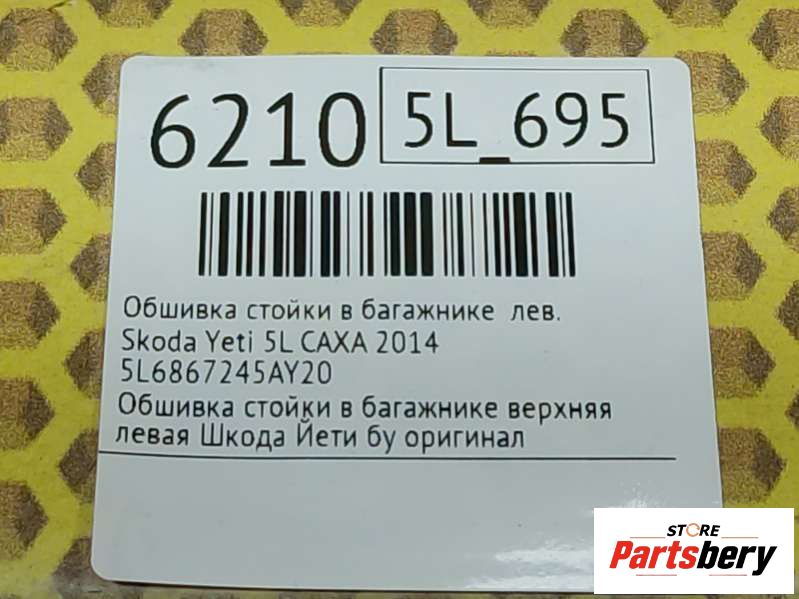 6210 5L_695
Обшивка стойки в багажнике лев.
Skoda Yeti 5L CAXA 2014
5L6867245AY20
Обшивка стойки в багажнике верхняя
левая Шкода Йети бу оригинал
STORE
Partsbery